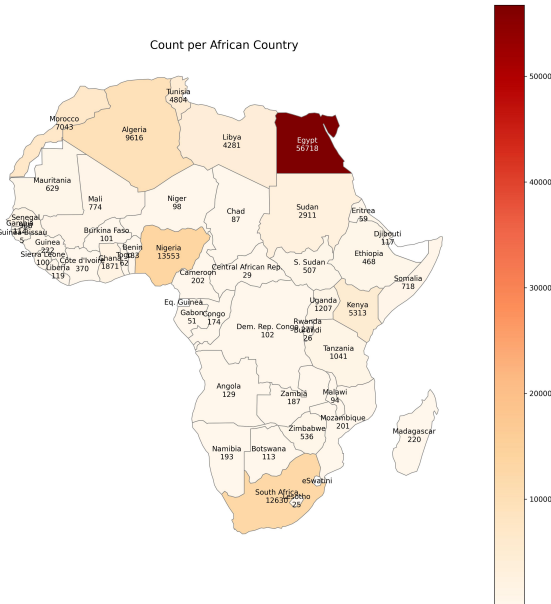 Count per African Country
Tunisia
4804
Morocco
7043
Algeria
9616
Libya
4281
Egypt
56718
Mauritania
629
Mali
774
Niger
98
Chad
87
Sudan
2911
Eritrea
59
Djibouti
117
Senegal
Gambia
Guinea-Bissau
5
Guinea
222
Sierra Leone
100
Liberia
119
Côte d'Ivoire
370
Burkina Faso
101
Ghana
1871
Togo
62
Benin
183
Nigeria
13553
Cameroon
202
Central African Rep.
29
S. Sudan
507
Ethiopia
468
Somalia
718
Eq. Guinea
Gabon
51
Congo
174
Dem. Rep. Congo
102
Uganda
1207
Kenya
5313
Rwanda
Burundi
26
Tanzania
1041
Angola
129
Zambia
187
Malawi
94
Mozambique
201
Zimbabwe
536
Madagascar
220
Namibia
193
Botswana
113
eSwatini
South Africa
12630
Lesotho
25
50000
40000
30000
20000
10000